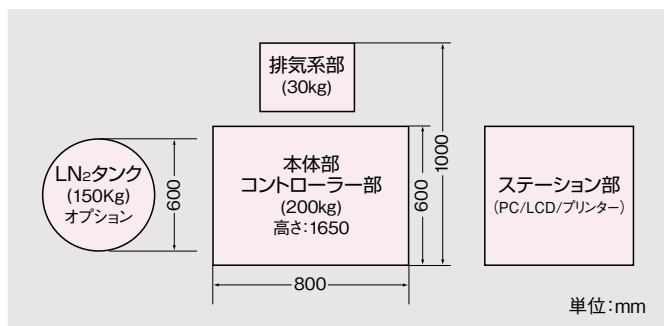 排気系部
(30kg)
1000
LN₂タンク
(150Kg)
オプション
600
本体部
コントローラー部
(200kg)
高さ:1650
600
800
ステーション部
(PC/LCD/プリンター)
単位:mm